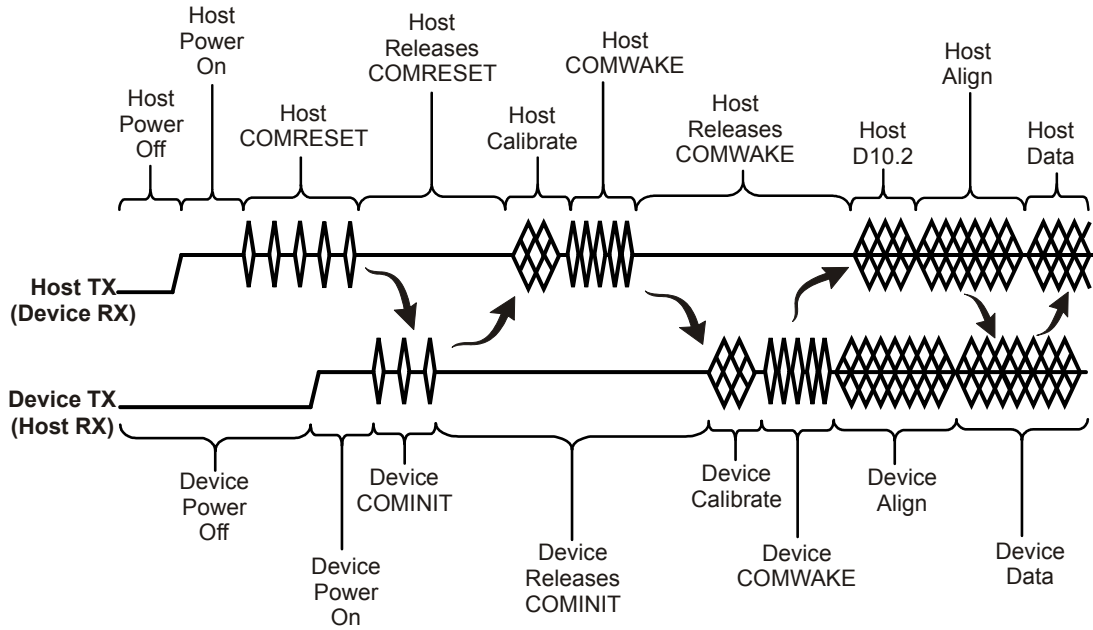 Host
Power
Off
Host
Power
On
Host
COMRESET
Host
Releases
COMRESET
Host
Calibrate
Host
COMWAKE
Host
Releases
COMWAKE
Host
D10.2
Host
Align
Host
Data
Host TX
(Device RX)
Device TX
(Host RX)
Device
Power
Off
Device
Power
On
Device
COMINIT
Device
Releases
COMINIT
Device
Calibrate
Device
COMWAKE
Device
Align
Device
Data